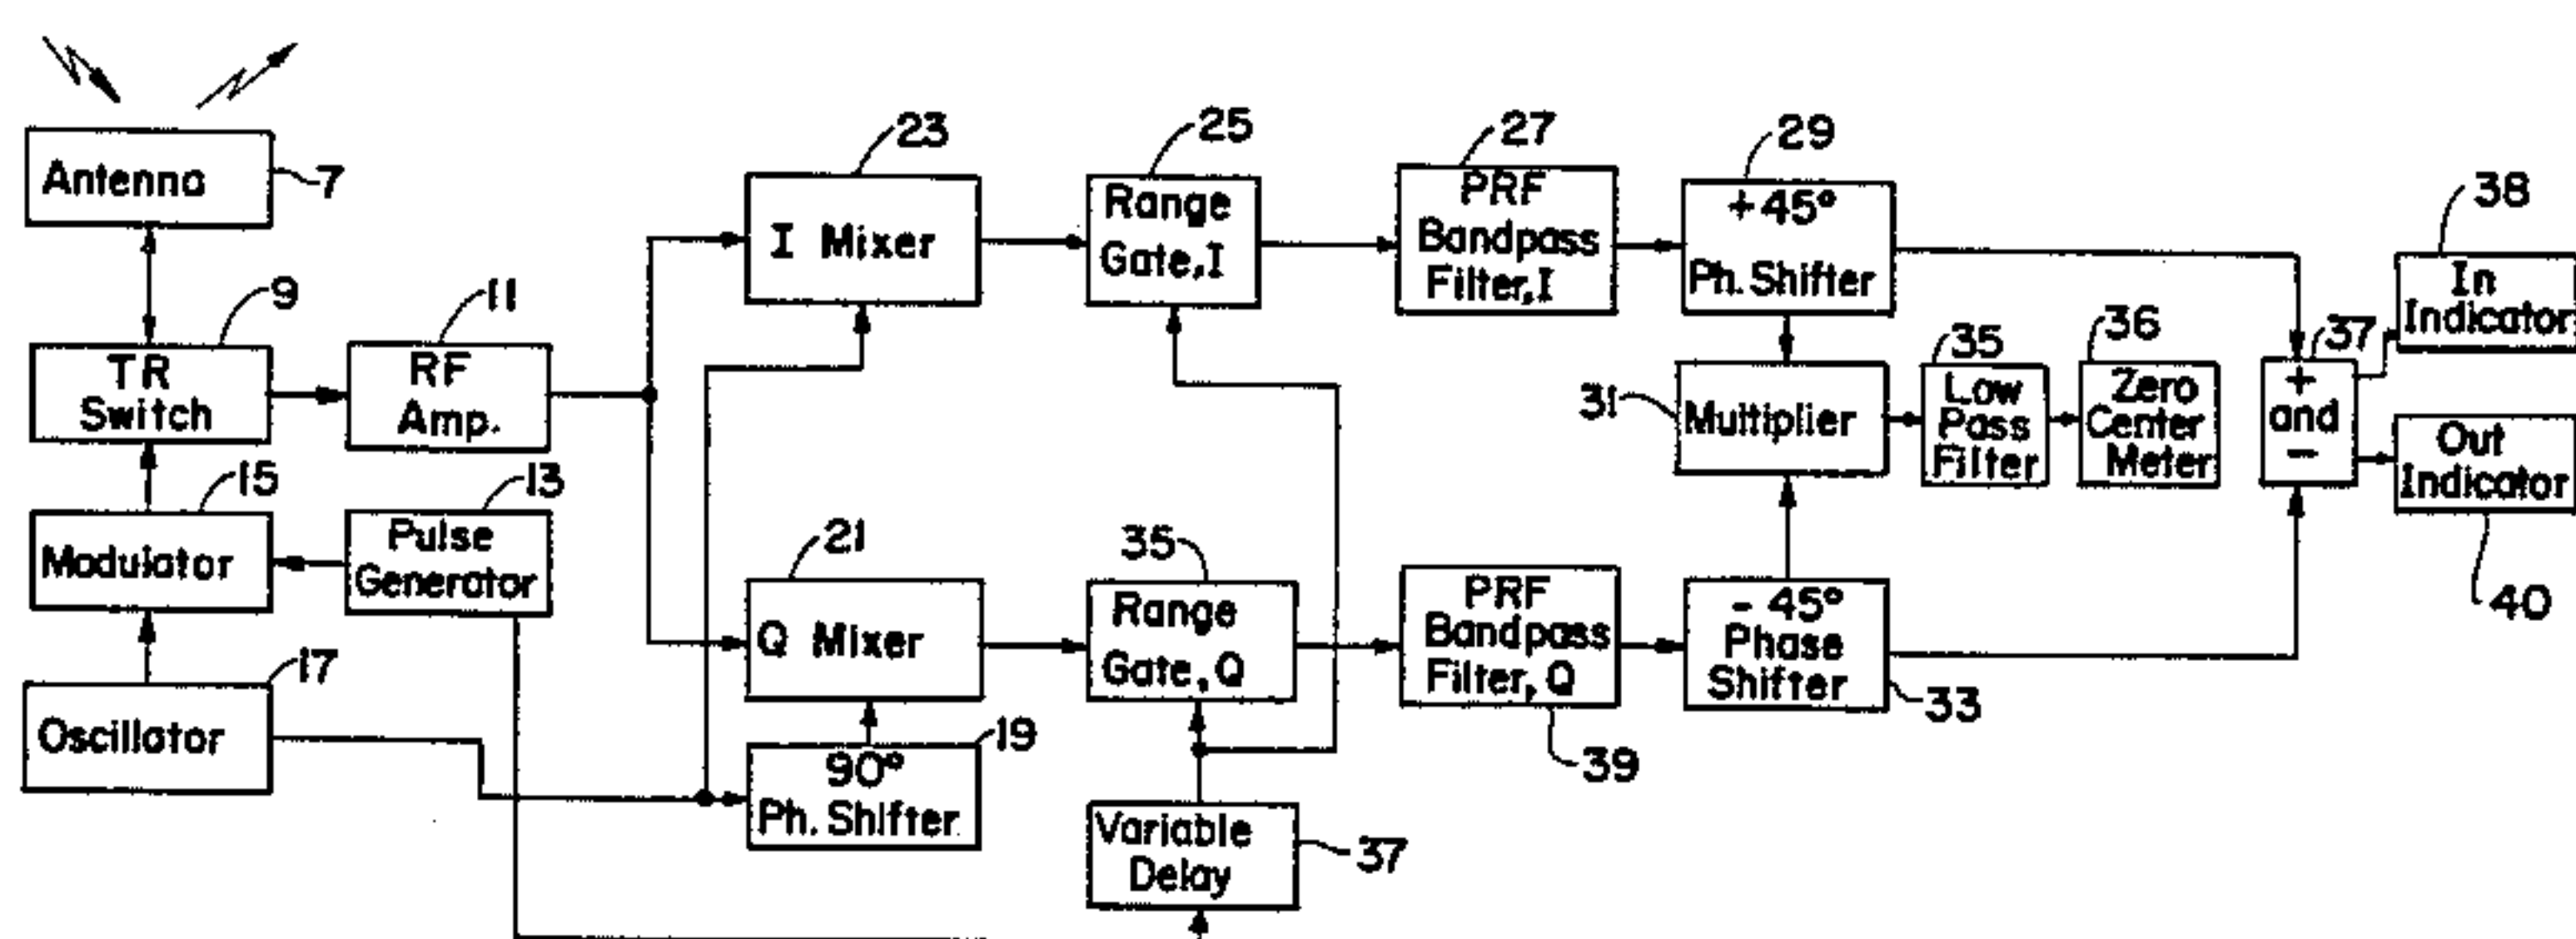 Antenna
7
TR
Switch
9
RF
Amp.
11
Modulator
15
Pulse
Generator
13
Oscillator
17
I Mixer
23
Q Mixer
21
90°
Ph. Shifter
19
Range
Gate,I
25
Range
Gate,Q
35
Variable
Delay
37
PRF
Bandpass
Filter,I
27
PRF
Bandpass
Filter,Q
39
+45°
Ph. Shifter
29
Multiplier
31
-45°
Phase
Shifter
33
Low
Pass
Filter
35
Zero
Center
Meter
36
+
and
-
37
In
Indicator
38
Out
Indicator
40